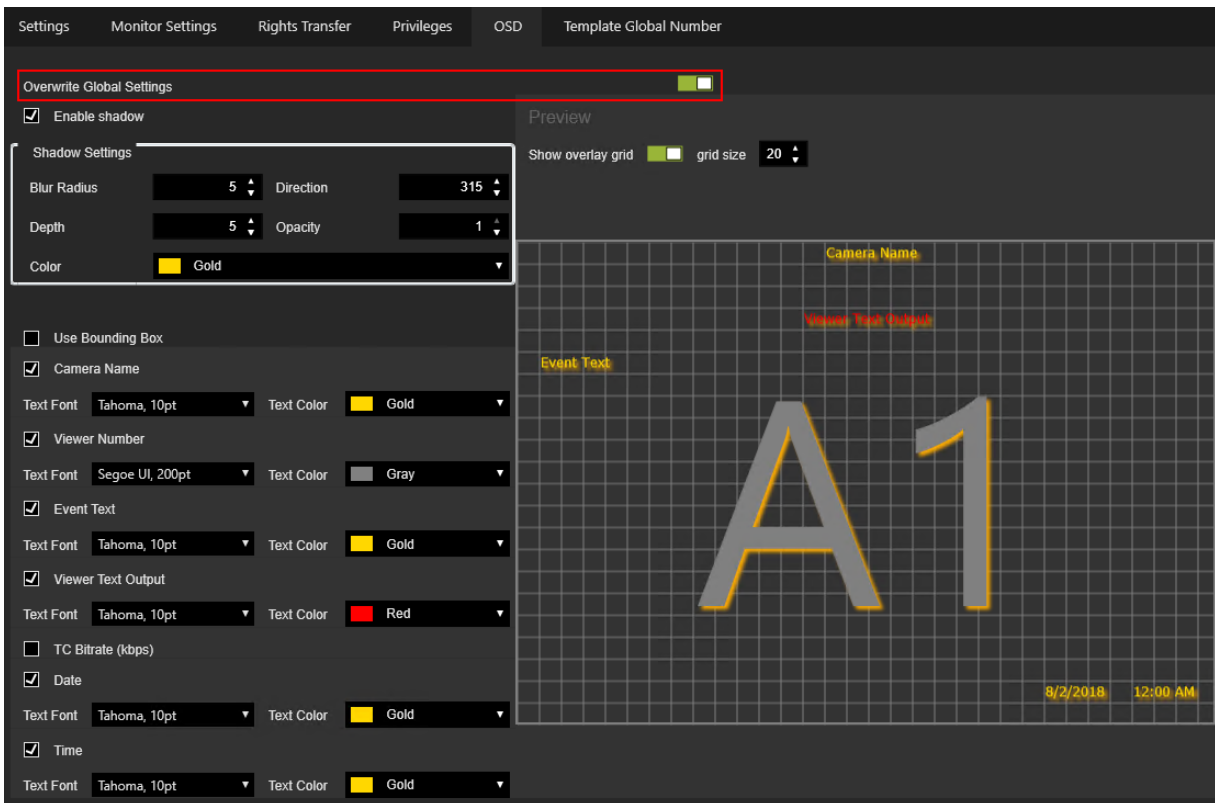 Settings Monitor Settings Rights Transfer Privileges OSD Template Global Number
Overwrite Global Settings
Enable shadow
Preview
Shadow Settings
Show overlay grid grid size 20
Blur Radius 5 Direction 315
Depth 5 Opacity 1
Color Gold
Camera Name
Viewer Text Output
Event Text
A1
8/2/2018 12:00 AM
Use Bounding Box
Camera Name
Text Font Tahoma, 10pt Text Color Gold
Viewer Number
Text Font Segoe UI, 200pt Text Color Gray
Event Text
Text Font Tahoma, 10pt Text Color Gold
Viewer Text Output
Text Font Tahoma, 10pt Text Color Red
TC Bitrate (kbps)
Date
Text Font Tahoma, 10pt Text Color Gold
Time
Text Font Tahoma, 10pt Text Color Gold